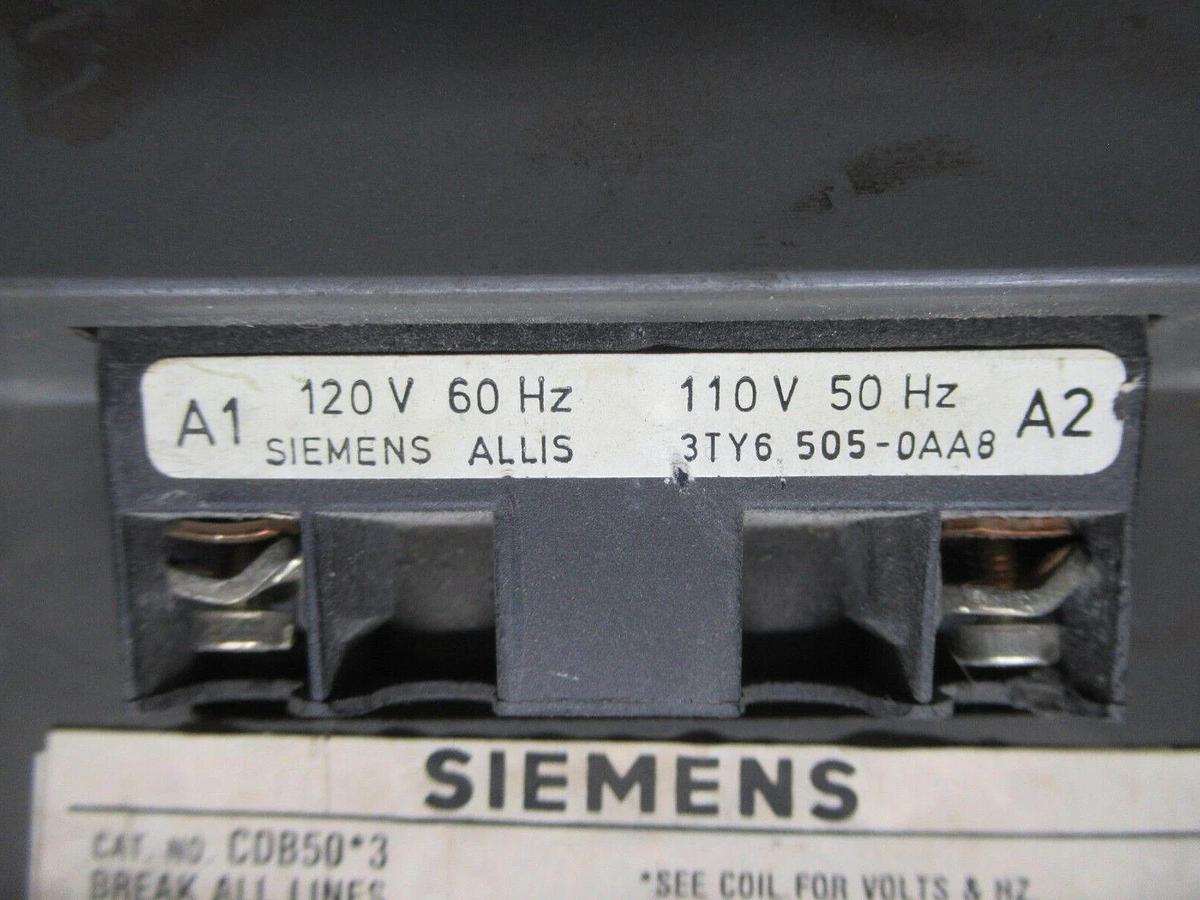 A1 120 V 60 Hz 110 V 50 Hz A2
SIEMENS ALLIS 3TY6 505-0AA8
SIEMENS
CAT. NO. CDB50*3
BREAK ALL LINES *SEE COIL FOR VOLTS & HZ